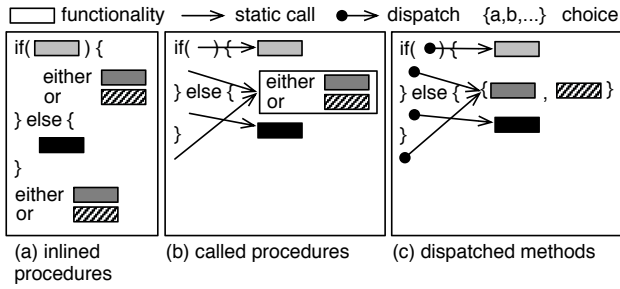 functionality static call dispatch {a,b,...} choice
if( ) {
either
or
} else {
}
either
or
(a) inlined
procedures
if( ) {
} else {
either
or
}
(b) called procedures
if( ) {
} else { { , }
}
(c) dispatched methods